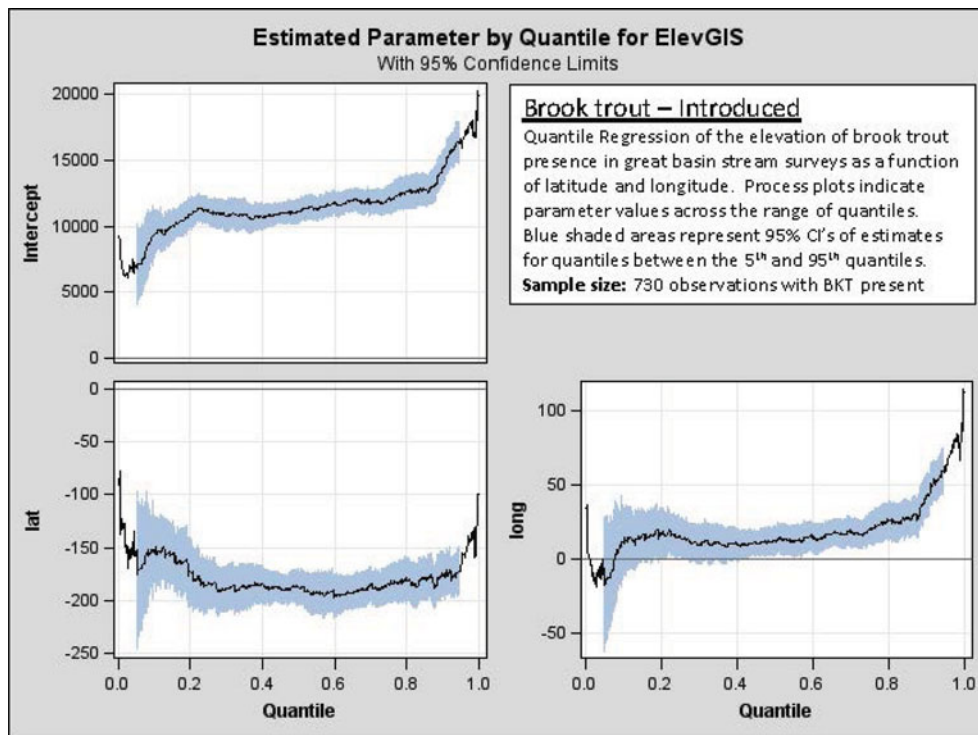 Estimated Parameter by Quantile for ElevGIS
With 95% Confidence Limits
20000
15000
10000
5000
0
Intercept
Brook trout – Introduced
Quantile Regression of the elevation of brook trout
presence in great basin stream surveys as a function
of latitude and longitude. Process plots indicate
parameter values across the range of quantiles.
Blue shaded areas represent 95% CI's of estimates
for quantiles between the 5th and 95th quantiles.
Sample size: 730 observations with BKT present
0
-50
-100
-150
-200
-250
lat
0.0 0.2 0.4 0.6 0.8 1.0
Quantile
100
50
0
-50
long
0.0 0.2 0.4 0.6 0.8 1.0
Quantile